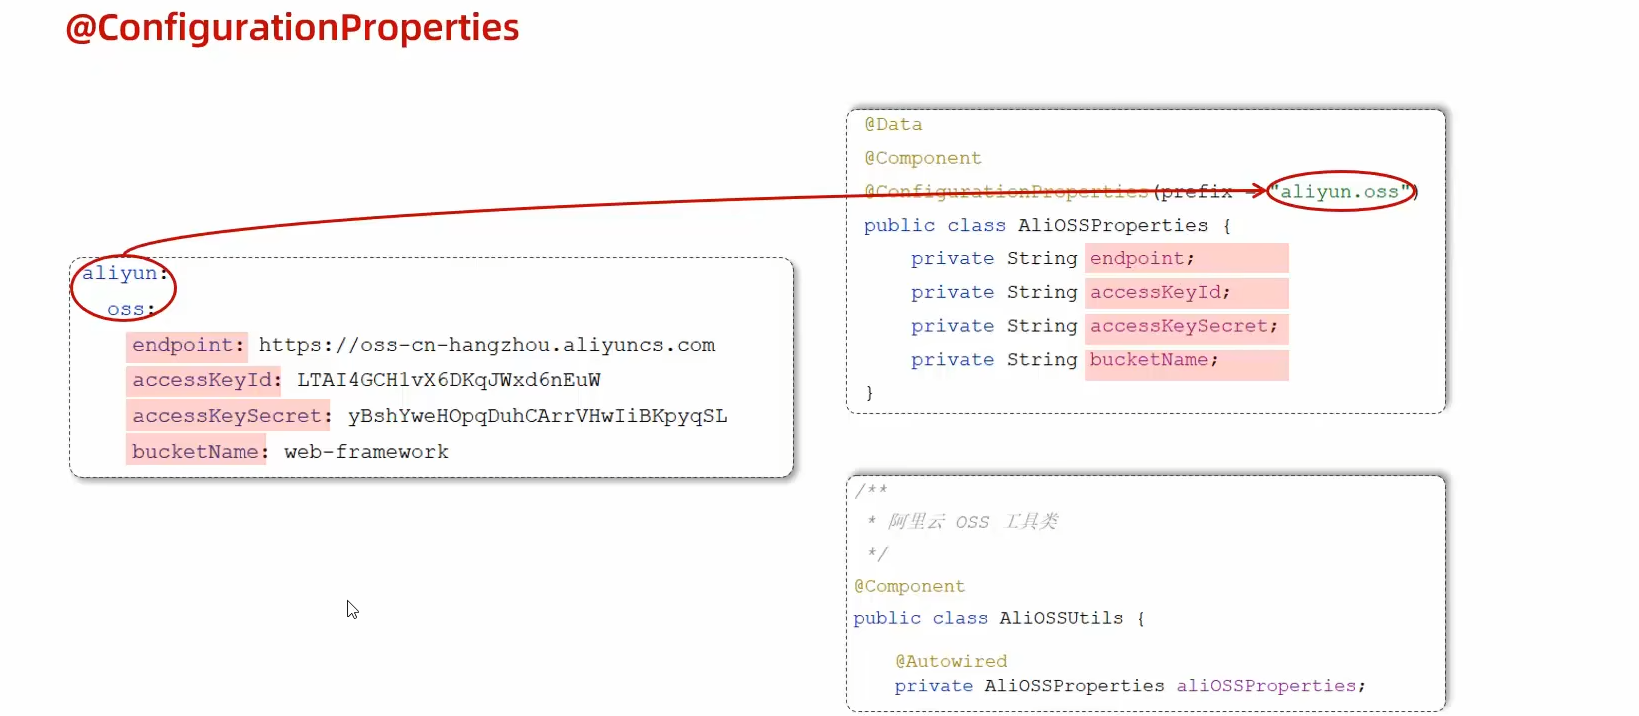 @ConfigurationProperties
aliyun:
oss:
endpoint: https://oss-cn-hangzhou.aliyuncs.com
accessKeyId: LTAI4GCH1vX6DKqJWxd6nEuW
accessKeySecret: yBshYweHOpqDuhCArrVHwIiBKpyqSL
bucketName: web-framework
@Data
@Component
@ConfigurationProperties(prefix = "aliyun.oss")
public class AliOSSProperties {
private String endpoint;
private String accessKeyId;
private String accessKeySecret;
private String bucketName;
}
/**
* 阿里云 OSS 工具类
*/
@Component
public class AliOSSUtils {
@Autowired
private AliOSSProperties aliOSSProperties;